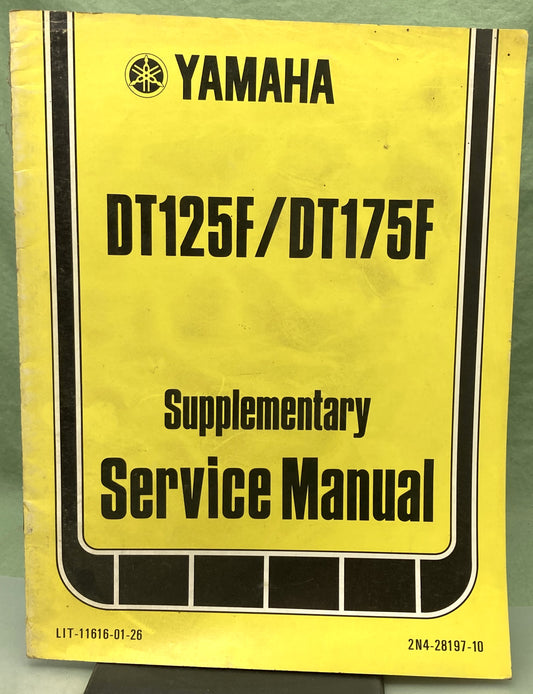 YAMAHA
DT125F/DT175F
Supplementary
Service Manual
LIT-11616-01-26
2N4-28197-10